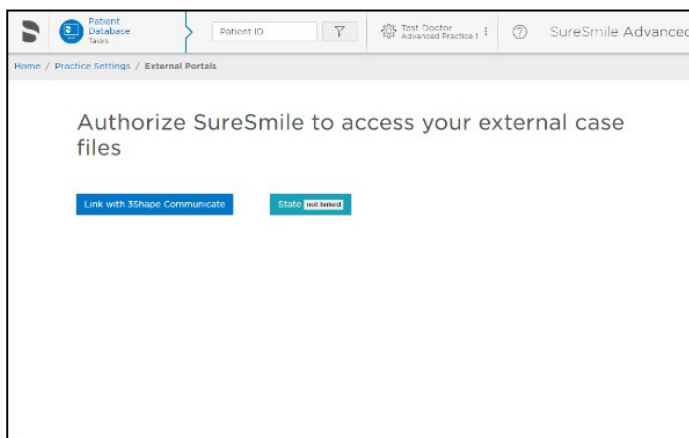 Patient
Database
Tasks
Patient ID
Test Doctor
Advanced Practice 1
SureSmile Advanced
Home / Practice Settings / External Portals
Authorize SureSmile to access your external case
files
Link with 3Shape Communicate
State not linked